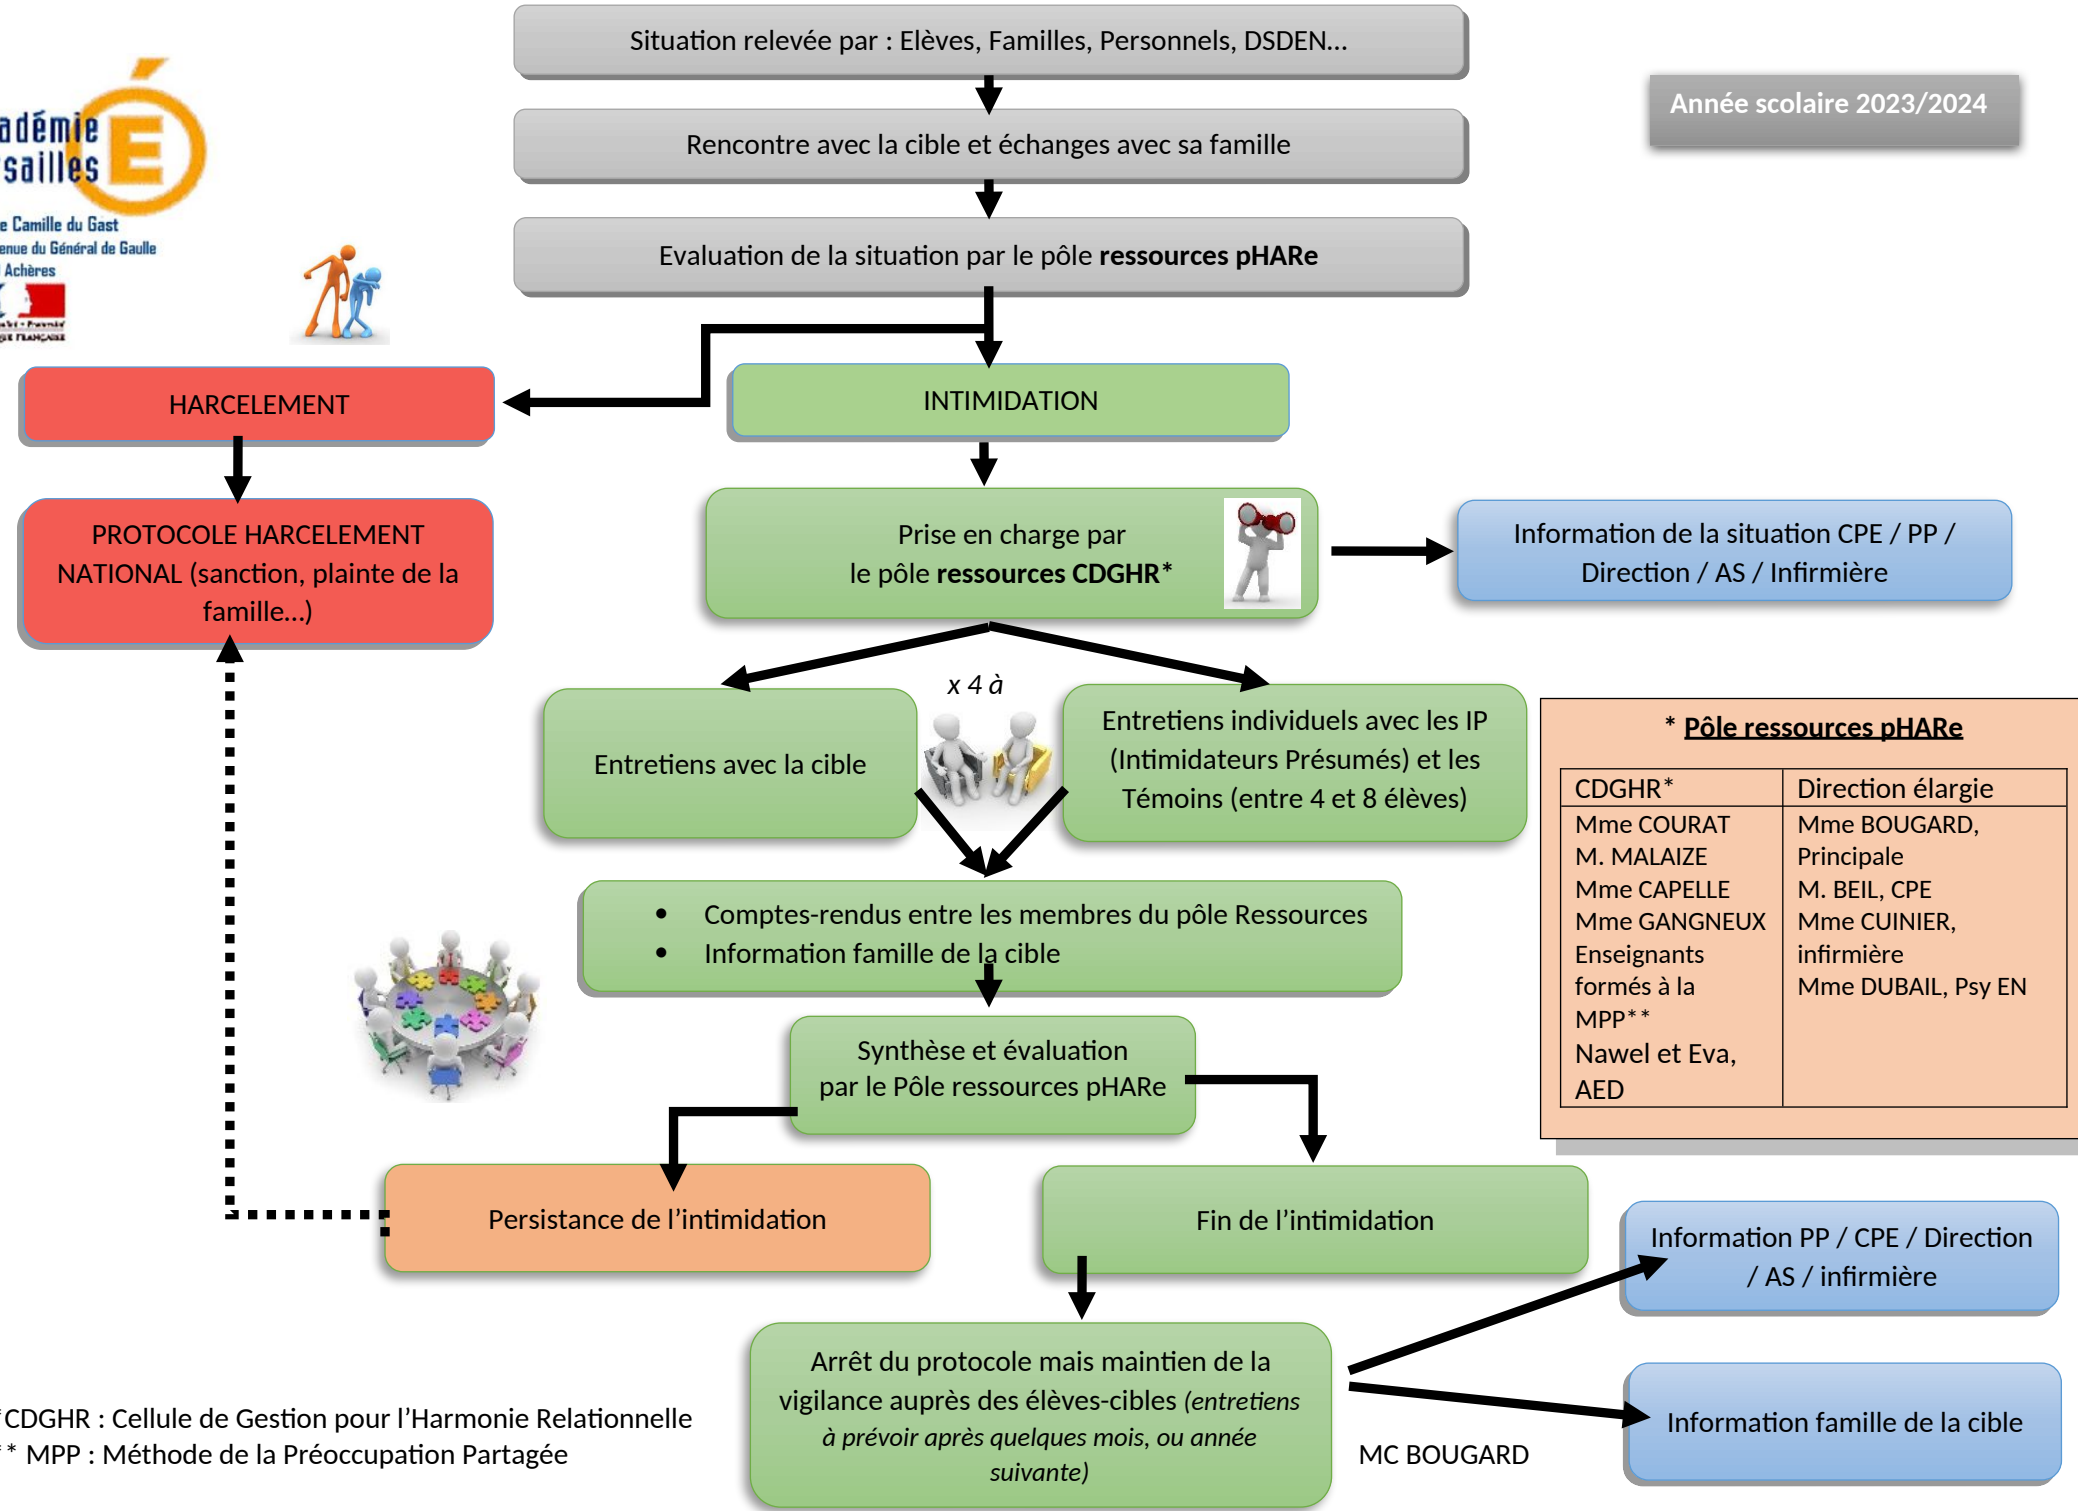 Situation relevée par : Elèves, Familles, Personnels, DSDEN...
Année scolaire 2023/2024
Rencontre avec la cible et échanges avec sa famille
Evaluation de la situation par le pôle ressources pHARe
Camille du Gast
du Général de Gaulle
Achères
HARCELEMENT
INTIMIDATION
PROTOCOLE HARCELEMENT
NATIONAL (sanction, plainte de la
famille...)
Prise en charge par
le pôle ressources CDGHR*
Information de la situation CPE / PP /
Direction / AS / Infirmière
x 4 à
Entretiens avec la cible
Entretiens individuels avec les IP
(Intimidateurs Présumés) et les
Témoins (entre 4 et 8 élèves)
* Pôle ressources pHARe
CDGHR*
Mme COURAT
M. MALAIZE
Mme CAPELLE
Mme GANGNEUX
Enseignants
formés à la
MPP**
Nawel et Eva,
AED
Direction élargie
Mme BOUGARD,
Principale
M. BEIL, CPE
Mme CUINIER,
infirmière
Mme DUBAIL, Psy EN
• Comptes-rendus entre les membres du pôle Ressources
• Information famille de la cible
Synthèse et évaluation
par le Pôle ressources pHARe
Persistance de l’intimidation
Fin de l’intimidation
Information PP / CPE / Direction
/ AS / infirmière
Arrêt du protocole mais maintien de la
vigilance auprès des élèves-cibles (entretiens
à prévoir après quelques mois, ou année
suivante)
Information famille de la cible
MC BOUGARD
*CDGHR : Cellule de Gestion pour l’Harmonie Relationnelle
** MPP : Méthode de la Préoccupation Partagée